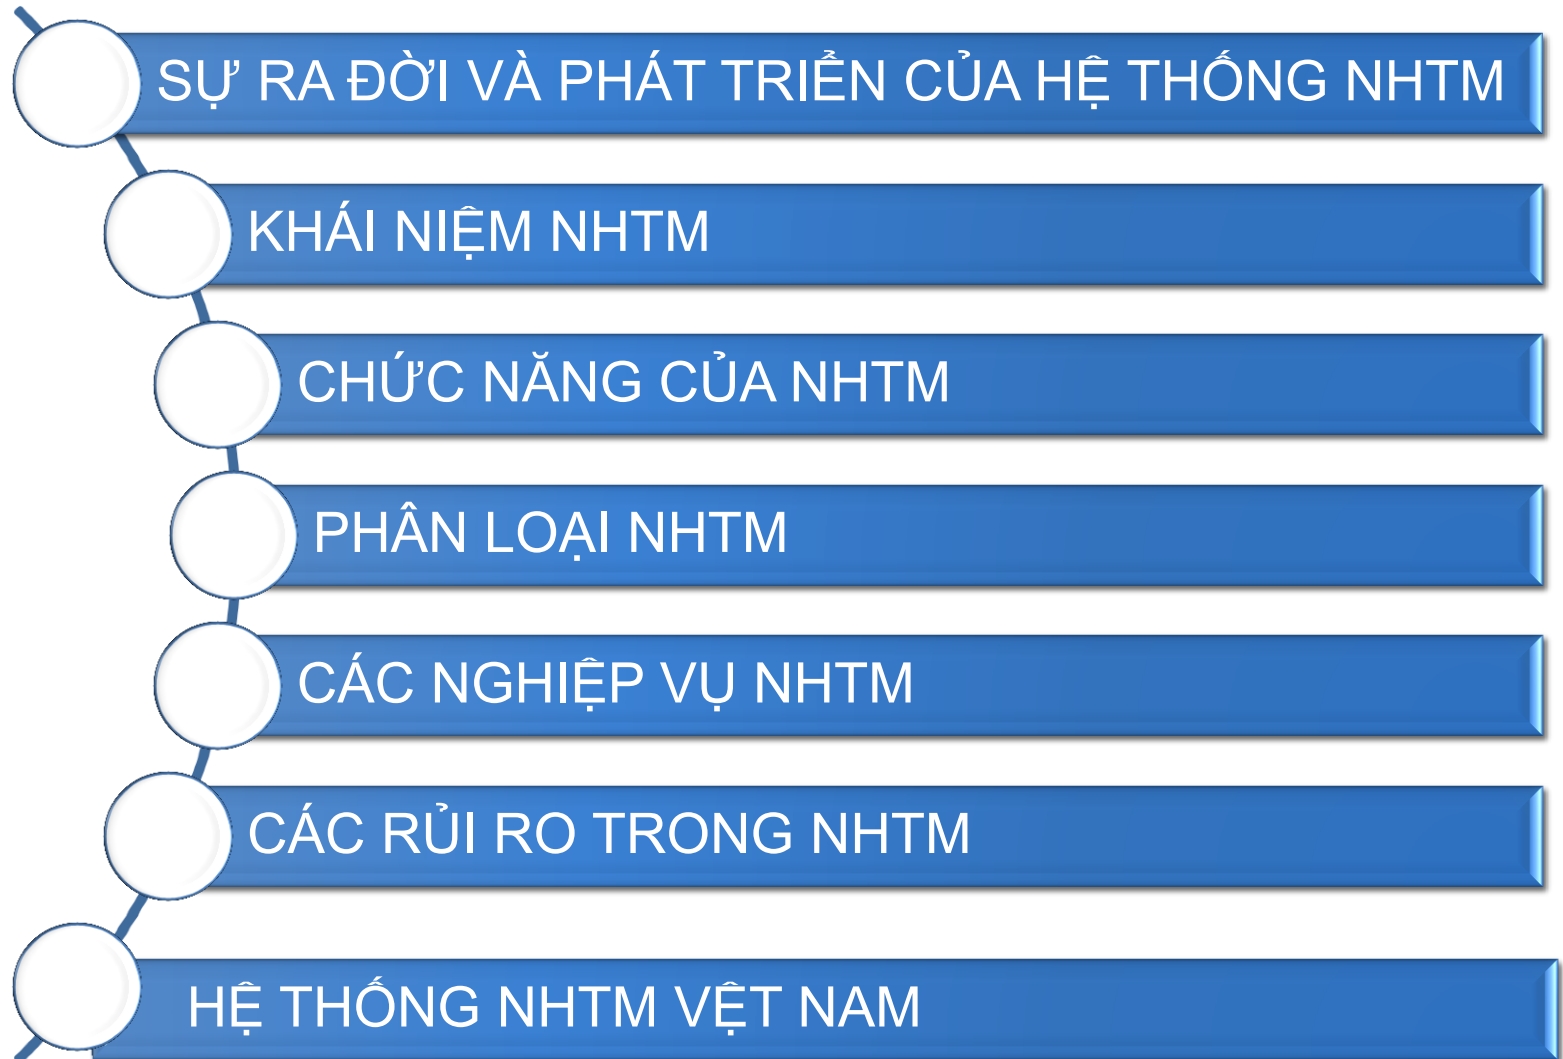 SỰ RA ĐỜI VÀ PHÁT TRIỂN CỦA HỆ THỐNG NHTM
KHÁI NIỆM NHTM
CHỨC NĂNG CỦA NHTM
PHÂN LOẠI NHTM
CÁC NGHIỆP VỤ NHTM
CÁC RỦI RO TRONG NHTM
HỆ THỐNG NHTM VỆT NAM